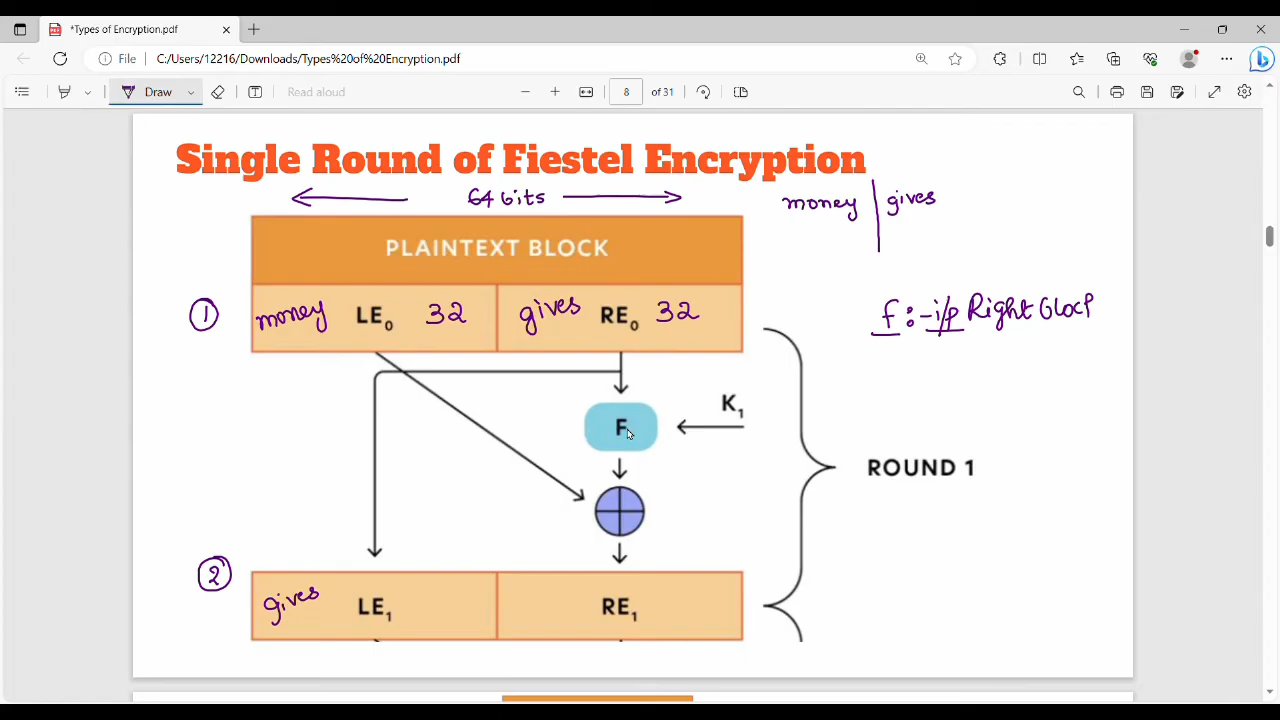 *Types of Encryption.pdf
File C:/Users/12216/Downloads/Types%20of%20Encryption.pdf
Draw Read aloud 8 of 31
Single Round of Fiestel Encryption
64 bits money gives
PLAINTEXT BLOCK
1 money LE0 32 gives RE0 32 f :- i/p Right Block
K1
F
ROUND 1
2
gives LE1 RE1